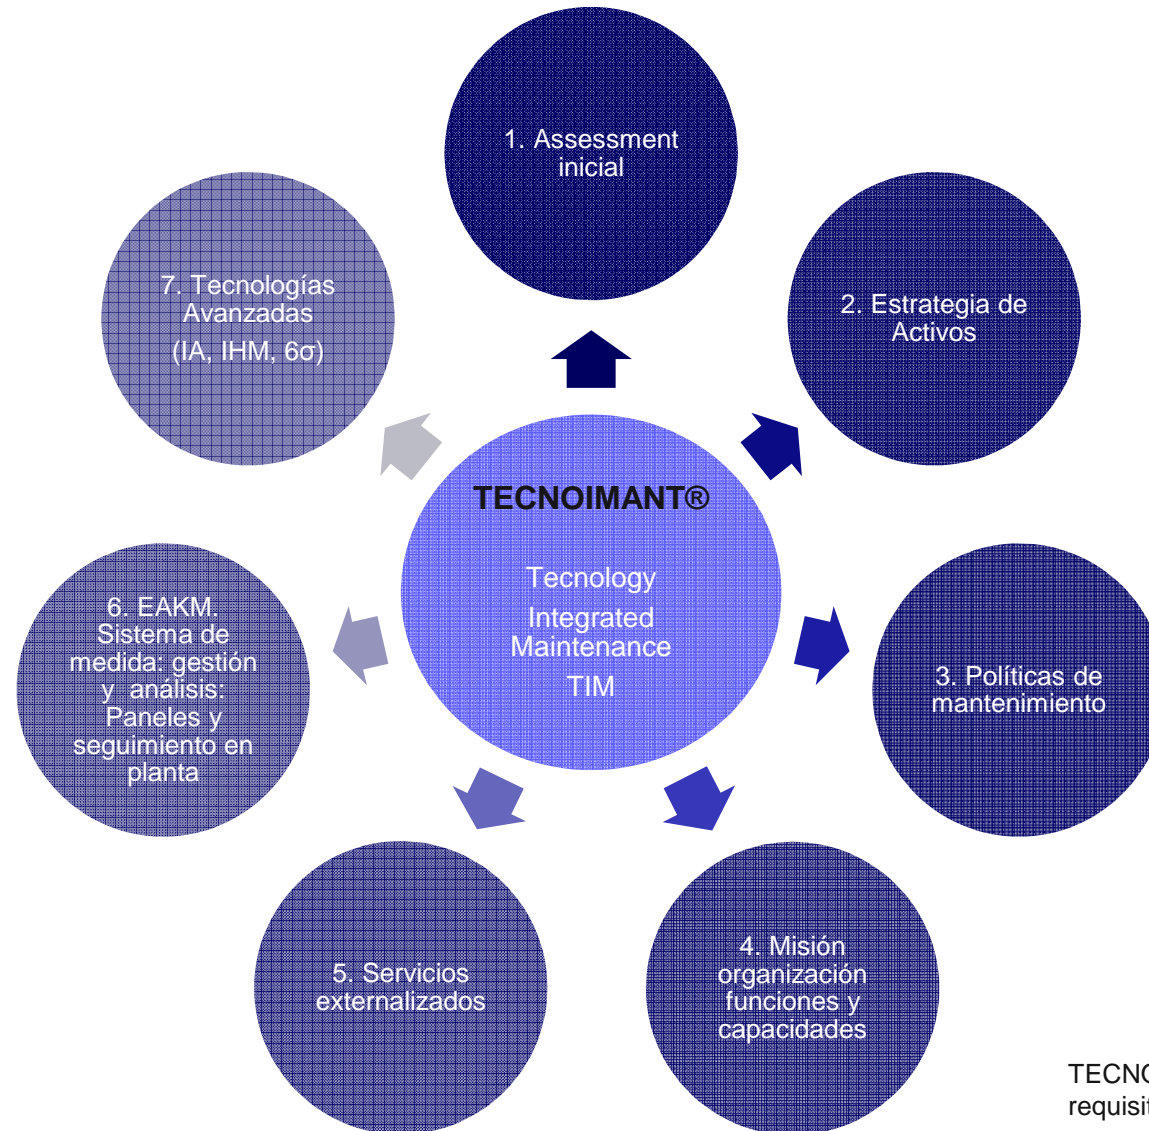 1. Assessment
inicial
7. Tecnologías
Avanzadas
(IA, IHM, 6σ)
2. Estrategia de
Activos
TECNOIMANT®
Tecnology
Integrated
Maintenance
TIM
6. EAKM.
Sistema de
medida: gestión
y análisis:
Paneles y
seguimiento en
planta
3. Políticas de
mantenimiento
5. Servicios
externalizados
4. Misión
organización
funciones y
capacidades